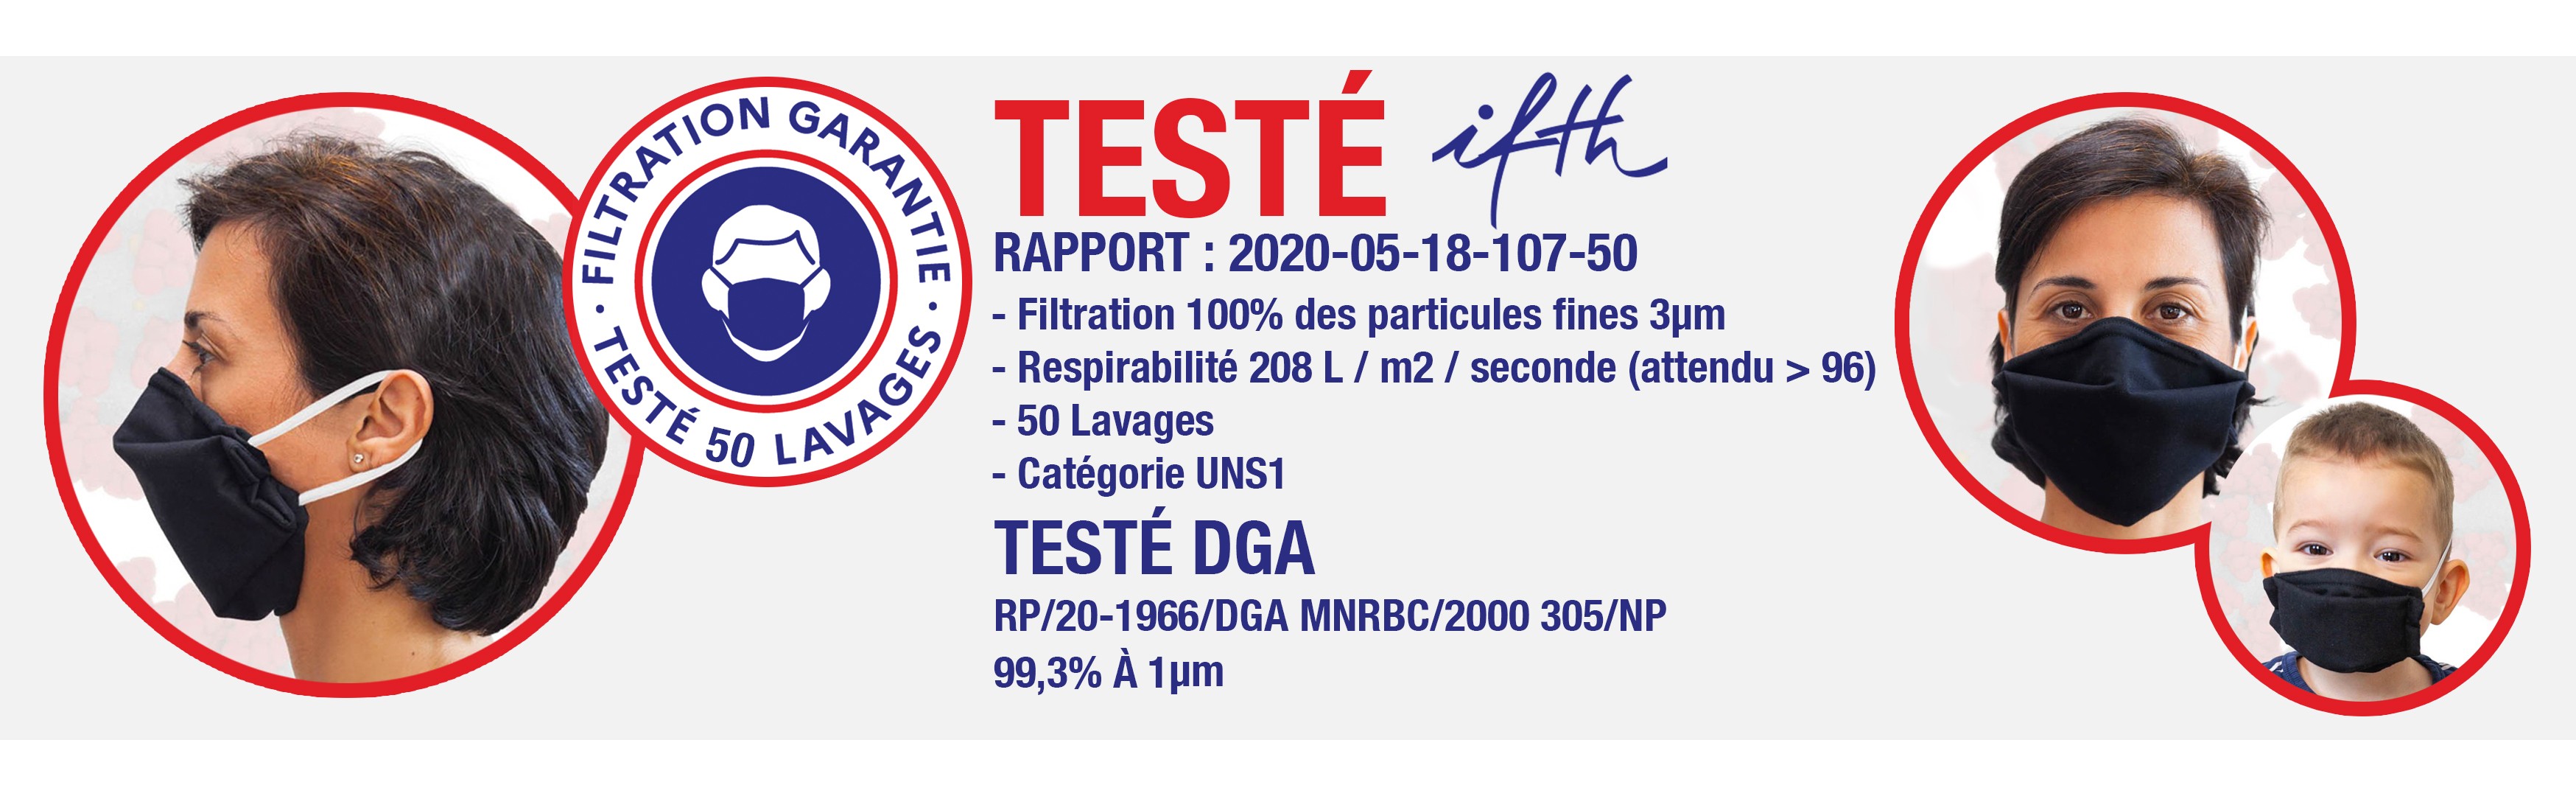 FILTRATION GARANTIE
· TESTÉ 50 LAVAGES ·
TESTÉ ifth
RAPPORT : 2020-05-18-107-50
- Filtration 100% des particules fines 3µm
- Respirabilité 208 L / m2 / seconde (attendu > 96)
- 50 Lavages
- Catégorie UNS1
TESTÉ DGA
RP/20-1966/DGA MNRBC/2000 305/NP
99,3% À 1µm